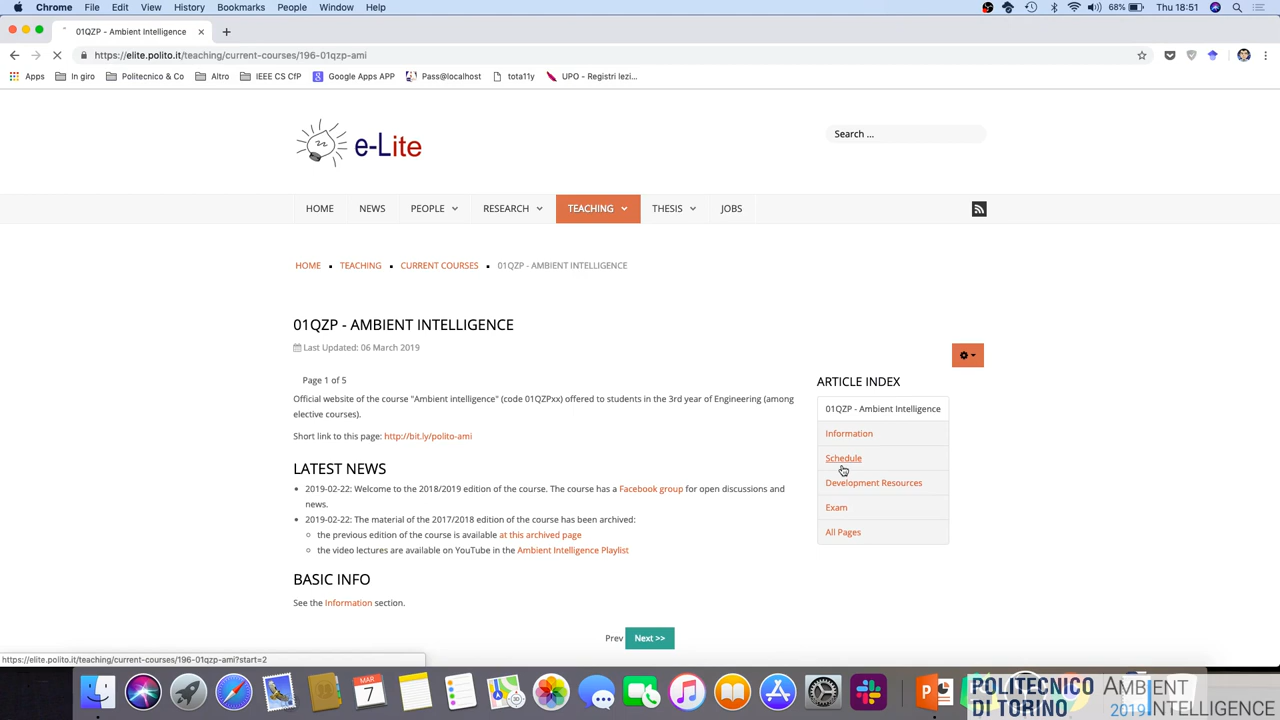 Chrome File Edit View History Bookmarks People Window Help 68% Thu 18:51
01QZP - Ambient Intelligence
https://elite.polito.it/teaching/current-courses/196-01qzp-ami
Apps In giro Politecnico & Co Altro IEEE CS CfP Google Apps APP Pass@localhost tota11y UPO - Registri lezi...
e-Lite
Search ...
HOME NEWS PEOPLE RESEARCH TEACHING THESIS JOBS
HOME TEACHING CURRENT COURSES 01QZP - AMBIENT INTELLIGENCE
01QZP - AMBIENT INTELLIGENCE
Last Updated: 06 March 2019
Page 1 of 5
Official website of the course "Ambient intelligence" (code 01QZPxx) offered to students in the 3rd year of Engineering (among
elective courses).
Short link to this page: http://bit.ly/polito-ami
LATEST NEWS
2019-02-22: Welcome to the 2018/2019 edition of the course. The course has a Facebook group for open discussions and
news.
2019-02-22: The material of the 2017/2018 edition of the course has been archived:
the previous edition of the course is available at this archived page
the video lectures are available on YouTube in the Ambient Intelligence Playlist
BASIC INFO
See the Information section.
Prev Next >>
ARTICLE INDEX
01QZP - Ambient Intelligence
Information
Schedule
Development Resources
Exam
All Pages
https://elite.polito.it/teaching/current-courses/196-01qzp-ami?start=2
MAR
7
POLITECNICO
DI TORINO
AMBIENT
2019 INTELLIGENCE